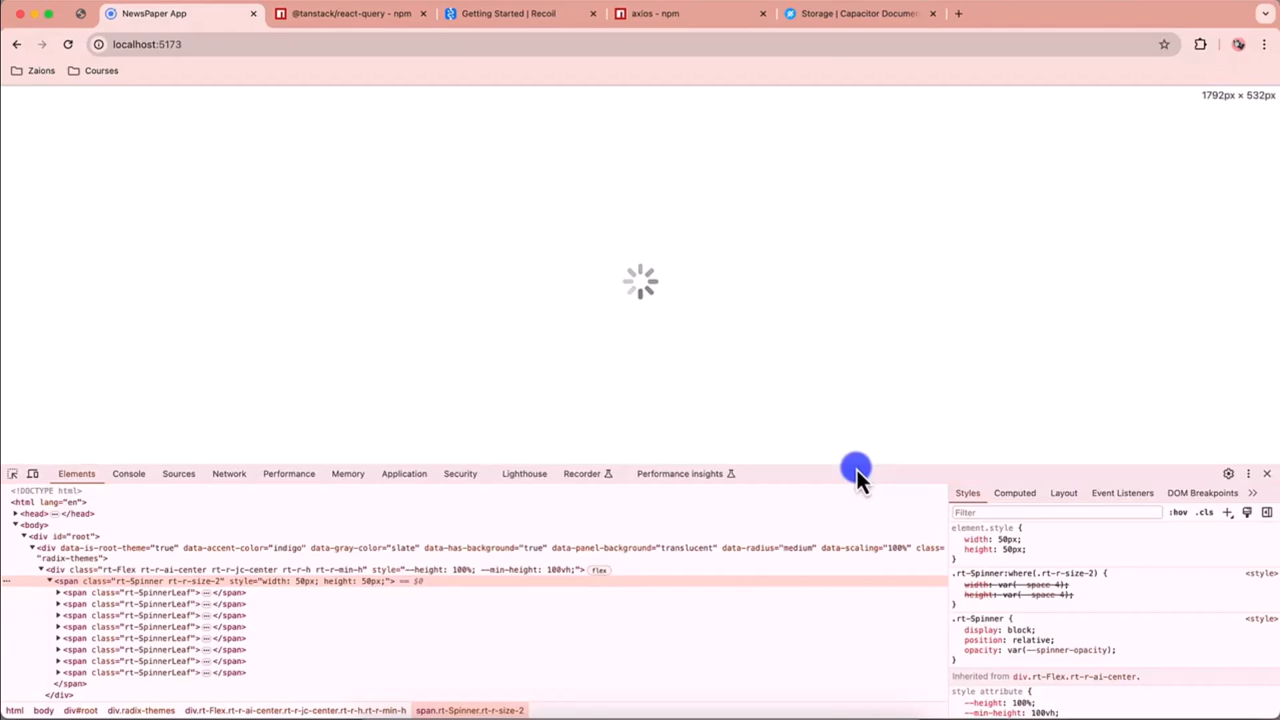 NewsPaper App
@tanstack/react-query - npm
Getting Started | Recoil
axios - npm
Storage | Capacitor Documen
localhost:5173
Zaions
Courses
1792px × 532px
Elements
Console
Sources
Network
Performance
Memory
Application
Security
Lighthouse
Recorder
Performance insights
<!DOCTYPE html>
<html lang="en">
<head> … </head>
<body>
<div id="root">
<div data-is-root-theme="true" data-accent-color="indigo" data-gray-color="slate" data-has-background="true" data-panel-background="translucent" data-radius="medium" data-scaling="100%" class=
"radix-themes">
<div class="rt-Flex rt-r-ai-center rt-r-jc-center rt-r-h rt-r-min-h" style="--height: 100%; --min-height: 100vh;"> flex
… <span class="rt-Spinner rt-r-size-2" style="width: 50px; height: 50px;"> == $0
<span class="rt-SpinnerLeaf"> … </span>
<span class="rt-SpinnerLeaf"> … </span>
<span class="rt-SpinnerLeaf"> … </span>
<span class="rt-SpinnerLeaf"> … </span>
<span class="rt-SpinnerLeaf"> … </span>
<span class="rt-SpinnerLeaf"> … </span>
<span class="rt-SpinnerLeaf"> … </span>
<span class="rt-SpinnerLeaf"> … </span>
</span>
</div>
html body div#root div.radix-themes div.rt-Flex.rt-r-ai-center.rt-r-jc-center.rt-r-h.rt-r-min-h span.rt-Spinner.rt-r-size-2
Styles Computed Layout Event Listeners DOM Breakpoints
Filter :hov .cls
element.style {
width: 50px;
height: 50px;
}
.rt-Spinner:where(.rt-r-size-2) { <style>
width: var(--space-4);
height: var(--space-4);
}
.rt-Spinner { <style>
display: block;
position: relative;
opacity: var(--spinner-opacity);
}
Inherited from div.rt-Flex.rt-r-ai-center.
style attribute {
--height: 100%;
--min-height: 100vh;